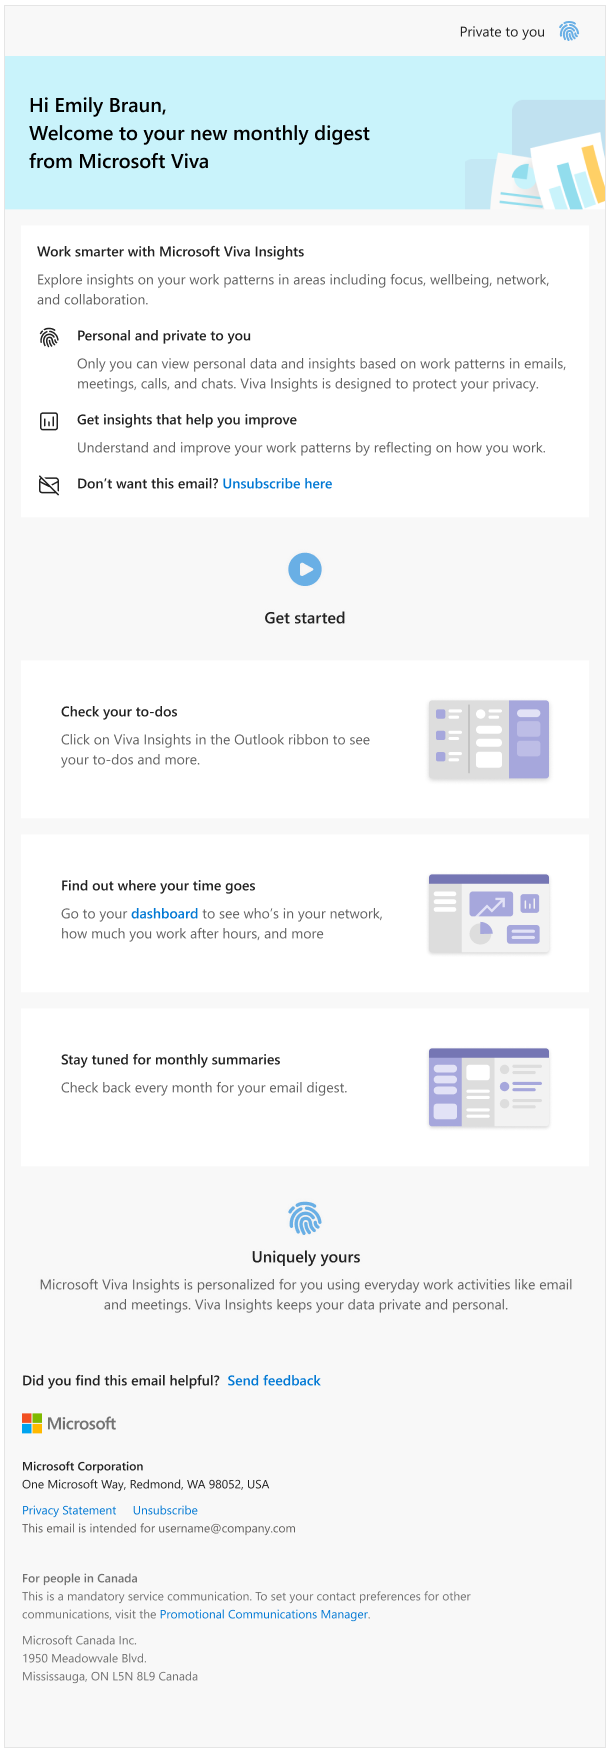 Private to you
Hi Emily Braun,
Welcome to your new monthly digest
from Microsoft Viva
Work smarter with Microsoft Viva Insights
Explore insights on your work patterns in areas including focus, wellbeing, network,
and collaboration.
Personal and private to you
Only you can view personal data and insights based on work patterns in emails,
meetings, calls, and chats. Viva Insights is designed to protect your privacy.
Get insights that help you improve
Understand and improve your work patterns by reflecting on how you work.
Don't want this email? Unsubscribe here
Get started
Check your to-dos
Click on Viva Insights in the Outlook ribbon to see
your to-dos and more.
Find out where your time goes
Go to your dashboard to see who's in your network,
how much you work after hours, and more
Stay tuned for monthly summaries
Check back every month for your email digest.
Uniquely yours
Microsoft Viva Insights is personalized for you using everyday work activities like email
and meetings. Viva Insights keeps your data private and personal.
Did you find this email helpful? Send feedback
Microsoft
Microsoft Corporation
One Microsoft Way, Redmond, WA 98052, USA
Privacy Statement Unsubscribe
This email is intended for username@company.com
For people in Canada
This is a mandatory service communication. To set your contact preferences for other
communications, visit the Promotional Communications Manager.
Microsoft Canada Inc.
1950 Meadowvale Blvd.
Mississauga, ON L5N 8L9 Canada